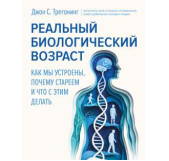 Джон С. Трегонинг
РЕАЛЬНЫЙ
БИОЛОГИЧЕСКИЙ
ВОЗРАСТ
КАК МЫ УСТРОЕНЫ,
ПОЧЕМУ СТАРЕЕМ
И ЧТО С ЭТИМ
ДЕЛАТЬ